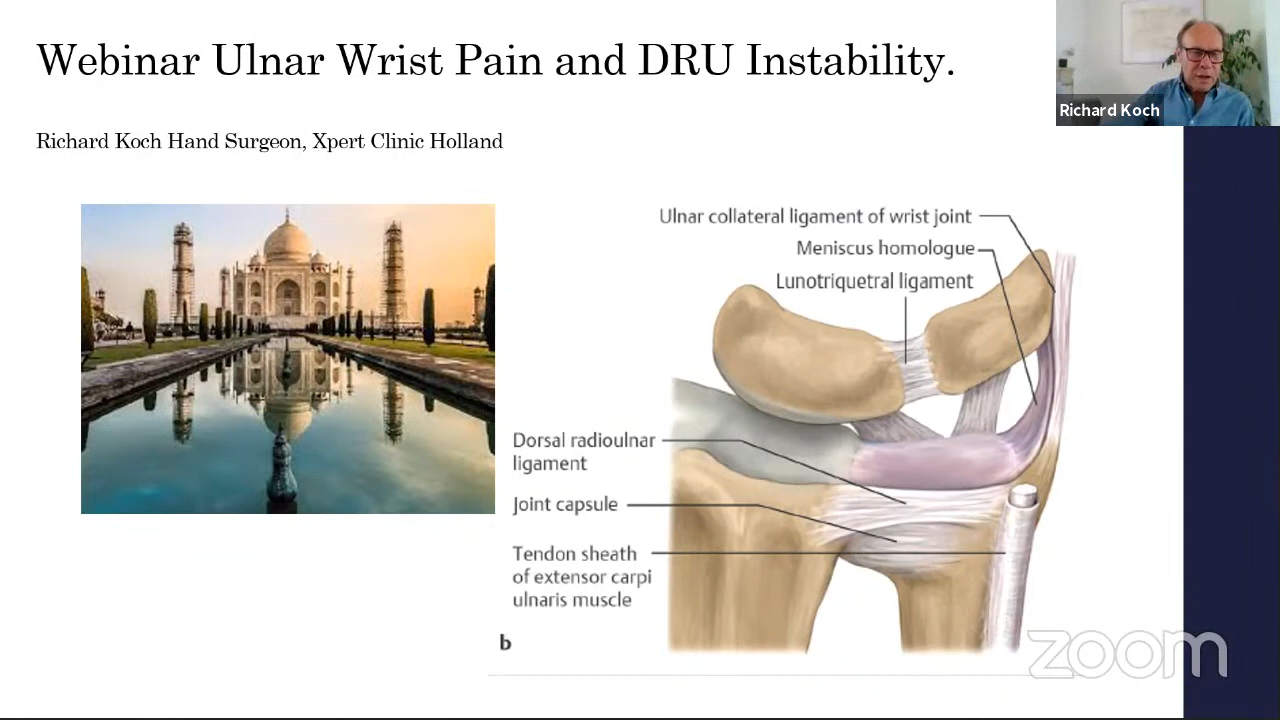 Webinar Ulnar Wrist Pain and DRU Instability.
Richard Koch
Richard Koch Hand Surgeon, Xpert Clinic Holland
Ulnar collateral ligament of wrist joint
Meniscus homologue
Lunotriquetral ligament
Dorsal radioulnar
ligament
Joint capsule
Tendon sheath
of extensor carpi
ulnaris muscle
b
zoom